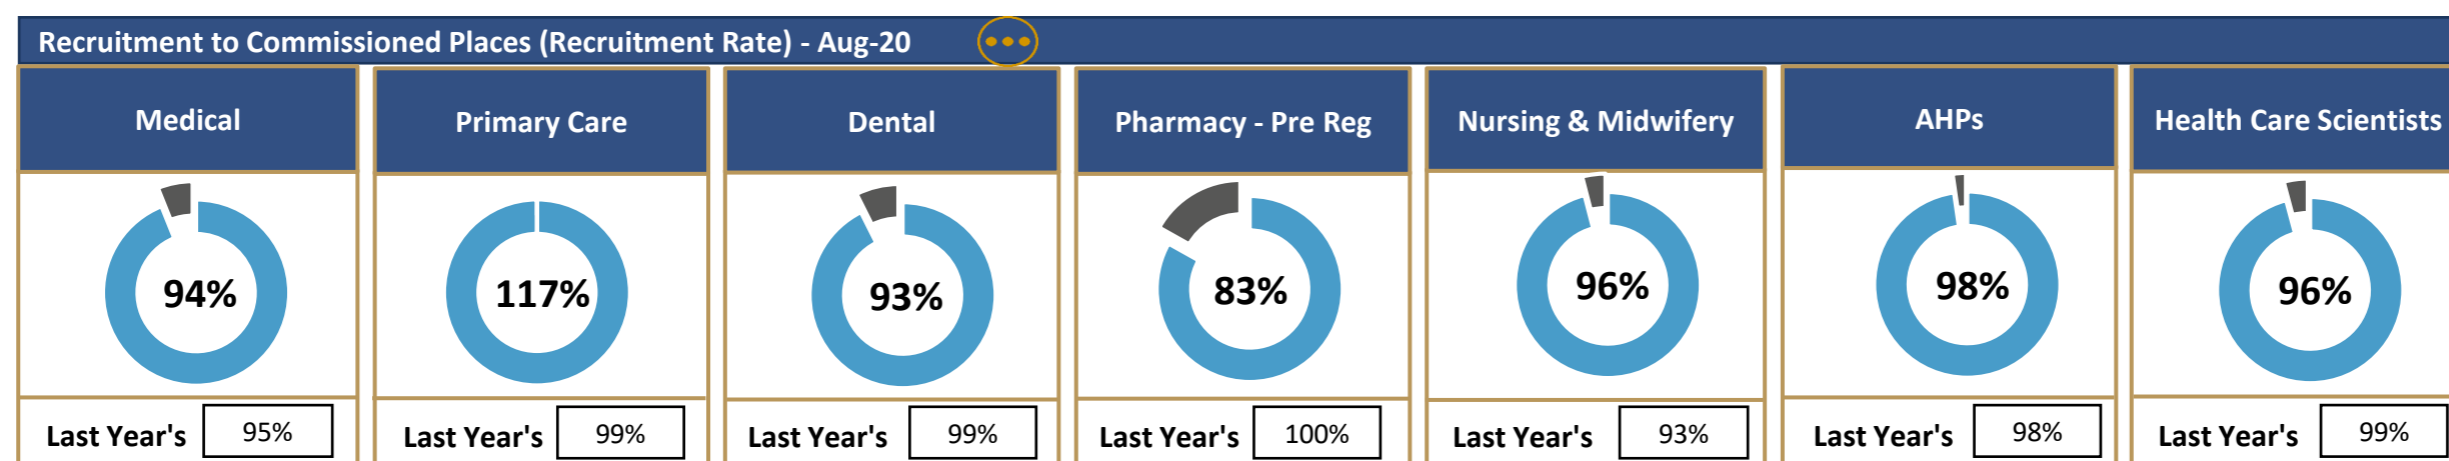 Recruitment to Commissioned Places (Recruitment Rate) - Aug-20
Medical
Primary Care
Dental
Pharmacy - Pre Reg
Nursing & Midwifery
AHPs
Health Care Scientists
94%
117%
93%
83%
96%
98%
96%
Last Year's 95%
Last Year's 99%
Last Year's 99%
Last Year's 100%
Last Year's 93%
Last Year's 98%
Last Year's 99%